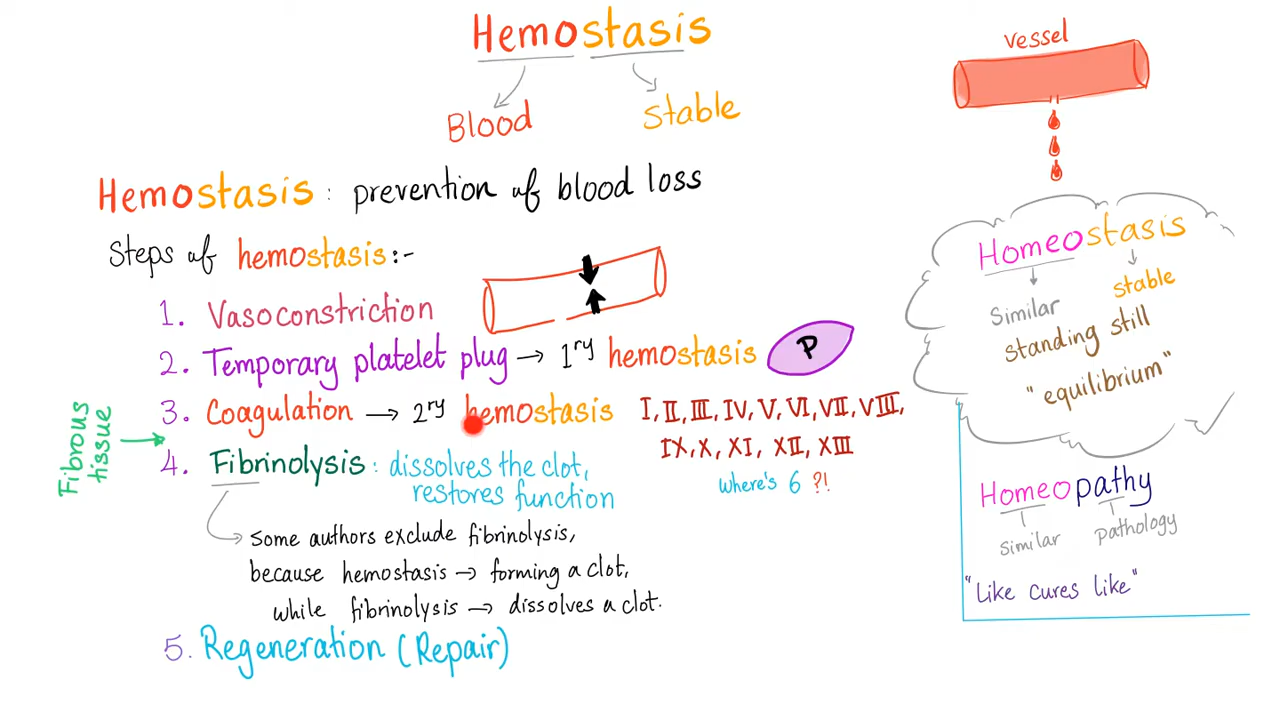 Hemostasis
Blood
stable
Hemostasis : prevention of blood loss
Steps of hemostasis:-
1. Vasoconstriction
2. Temporary platelet plug → 1ry hemostasis
P
3. Coagulation → 2ry hemostasis
I, II, III, IV, V, VI, VII, VIII,
IX, X, XI, XII, XIII
where's 6 ?!
Fibrous
tissue
4. Fibrinolysis : dissolves the clot,
restores function
Some authors exclude fibrinolysis,
because hemostasis → forming a clot,
while fibrinolysis → dissolves a clot.
5. Regeneration (Repair)
vessel
Homeostasis
Similar
stable
standing still
"equilibrium"
Homeopathy
similar
pathology
"Like cures like"